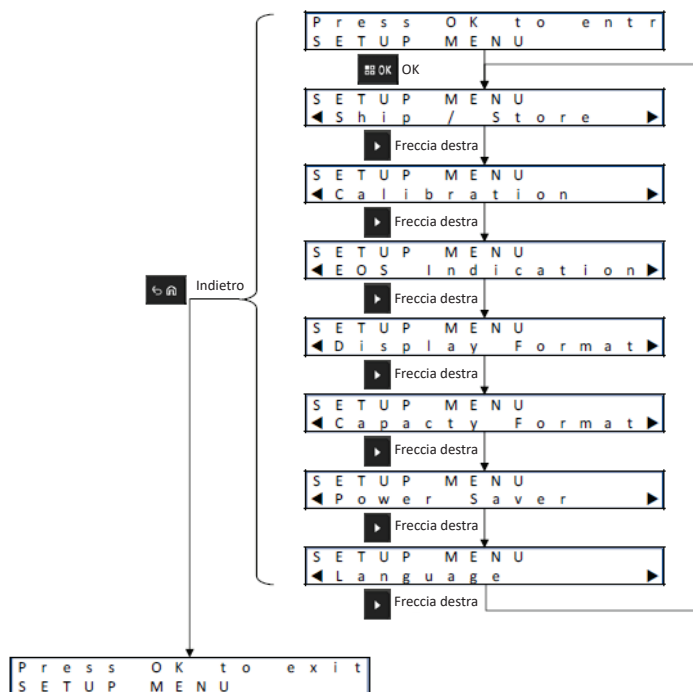 Press OK to entr
SETUP MENU
OK OK
SETUP MENU
◀Ship / Store ▶
Freccia destra
SETUP MENU
◀Calibration ▶
Freccia destra
SETUP MENU
◀EOS Indication▶
Indietro
Freccia destra
SETUP MENU
◀Display Format▶
Freccia destra
SETUP MENU
◀Capacty Format▶
Freccia destra
SETUP MENU
◀Power Saver ▶
Freccia destra
SETUP MENU
◀Language ▶
Freccia destra
Press OK to exit
SETUP MENU